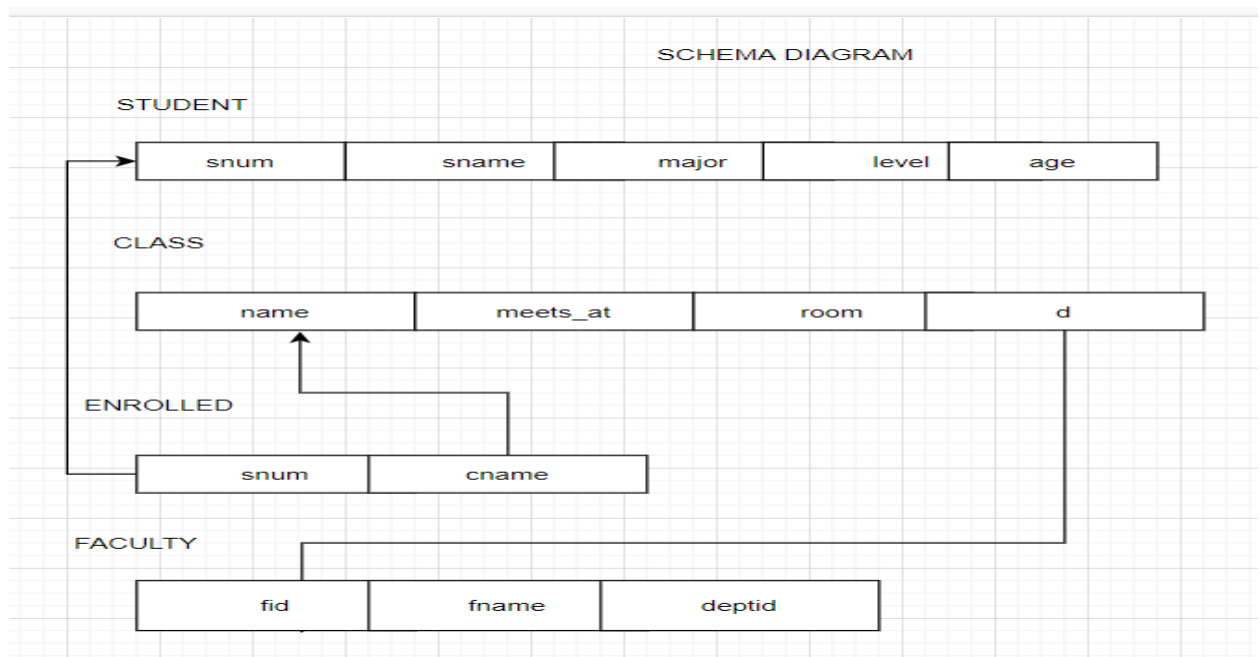 SCHEMA DIAGRAM
STUDENT
snum sname major level age
CLASS
name meets_at room d
ENROLLED
snum cname
FACULTY
fid fname deptid